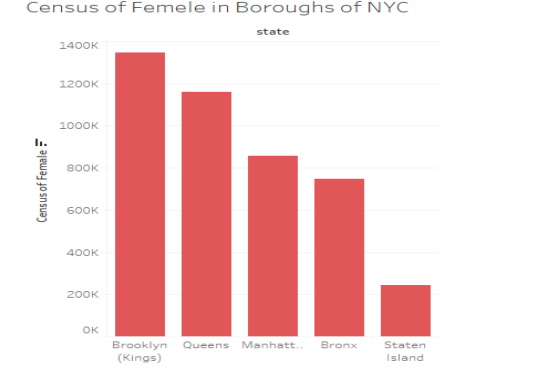 Census of Femele in Boroughs of NYC
state
1400K
1200K
1000K
800K
600K
400K
200K
0K
Census of Female
Brooklyn (Kings)
Queens
Manhatt..
Bronx
Staten Island